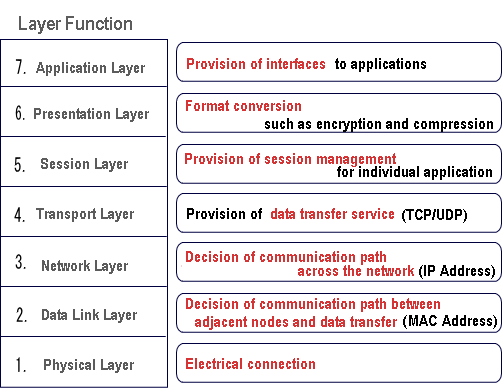 Layer Function
7. Application Layer
Provision of interfaces to applications
6. Presentation Layer
Format conversion
such as encryption and compression
5. Session Layer
Provision of session management
for individual application
4. Transport Layer
Provision of data transfer service (TCP/UDP)
3. Network Layer
Decision of communication path
across the network (IP Address)
2. Data Link Layer
Decision of communication path between
adjacent nodes and data transfer (MAC Address)
1. Physical Layer
Electrical connection